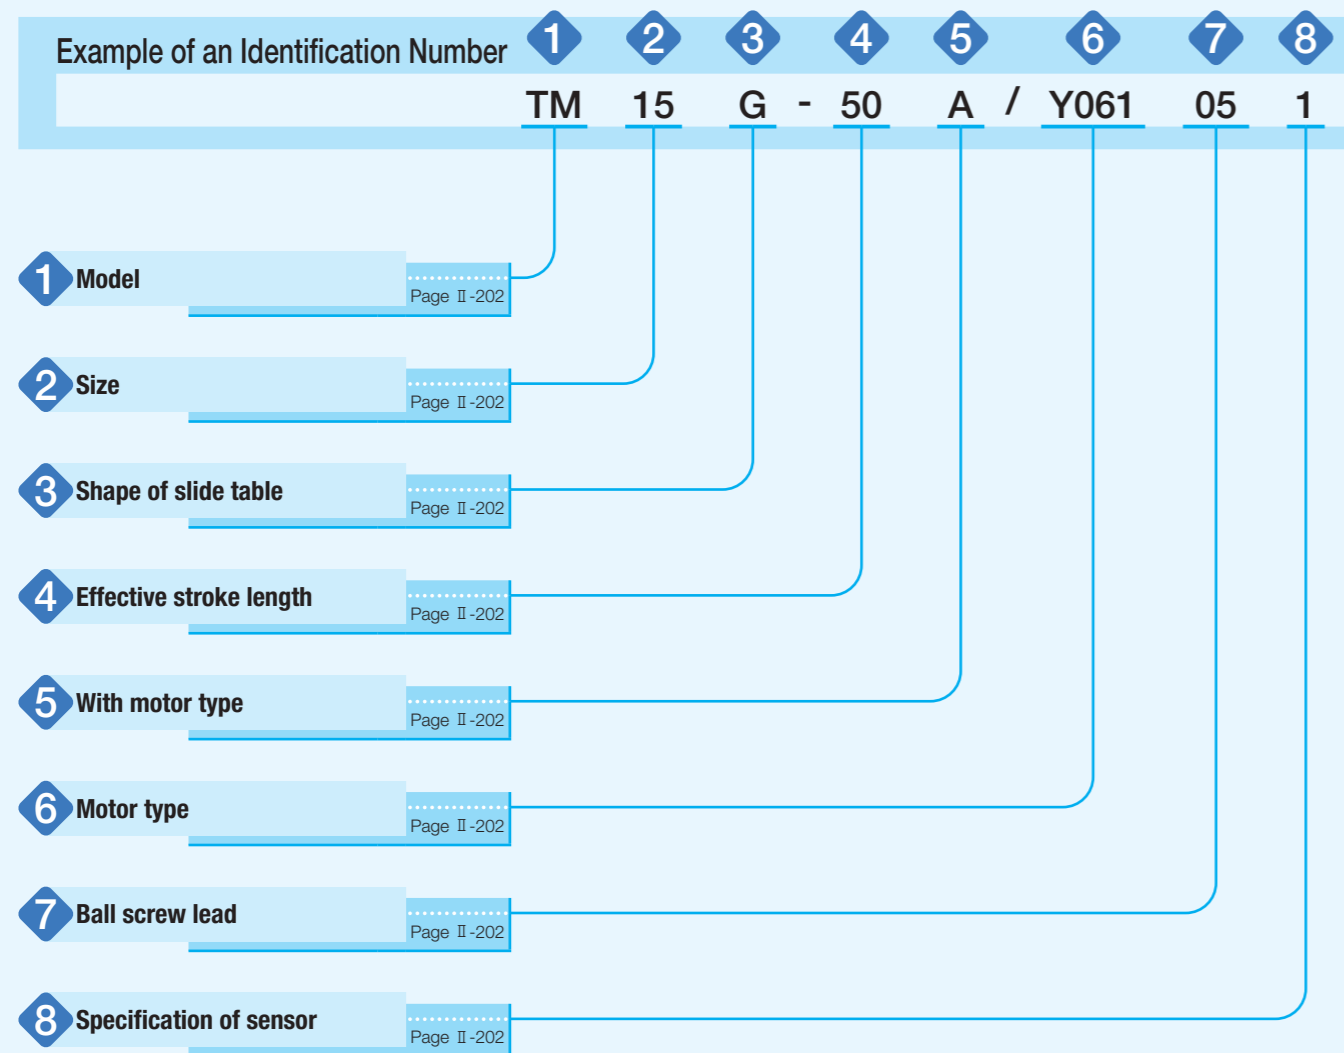 1 2 3 4 5 6 7 8
Example of an Identification Number
TM 15 G - 50 A / Y061 05 1
1 Model
Page Ⅱ-202
2 Size
Page Ⅱ-202
3 Shape of slide table
Page Ⅱ-202
4 Effective stroke length
Page Ⅱ-202
5 With motor type
Page Ⅱ-202
6 Motor type
Page Ⅱ-202
7 Ball screw lead
Page Ⅱ-202
8 Specification of sensor
Page Ⅱ-202